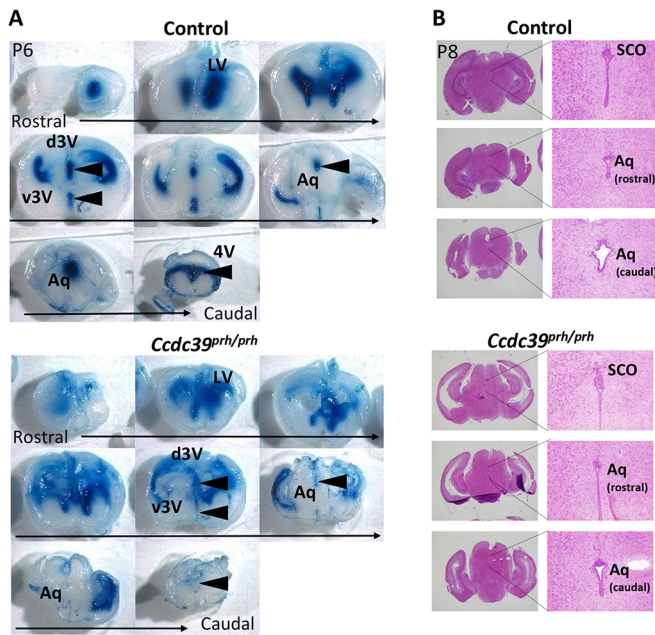 A
Control
P6
LV
Rostral
d3V
v3V
Aq
Aq
4V
Caudal
Ccdc39prh/prh
LV
Rostral
d3V
v3V
Aq
Aq
Caudal
B
Control
P8
SCO
Aq
(rostral)
Aq
(caudal)
Ccdc39prh/prh
SCO
Aq
(rostral)
Aq
(caudal)